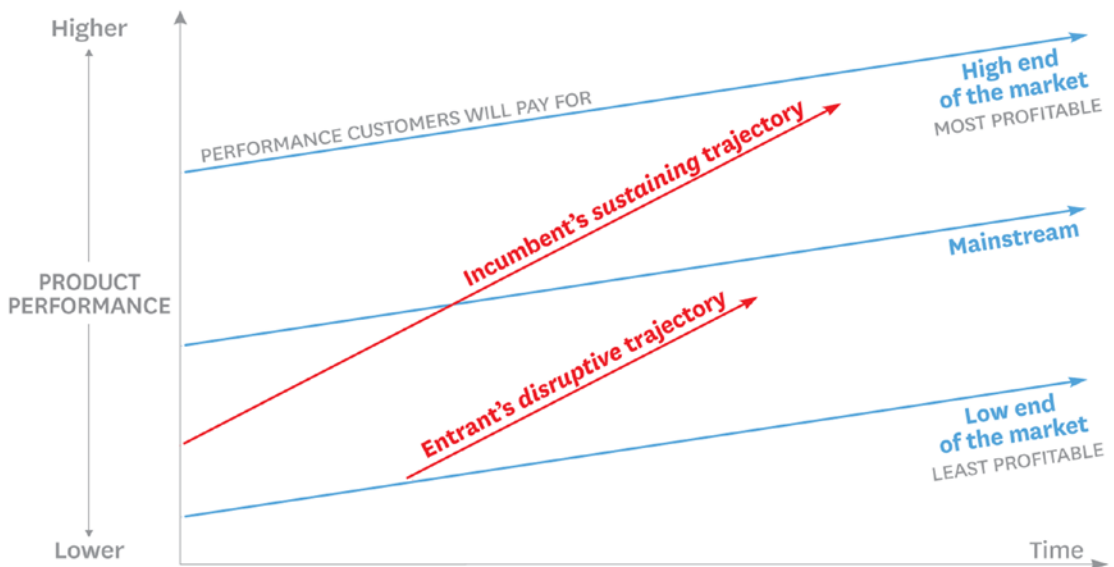 Higher
PRODUCT
PERFORMANCE
Lower
PERFORMANCE CUSTOMERS WILL PAY FOR
Incumbent’s sustaining trajectory
Entrant’s disruptive trajectory
High end
of the market
MOST PROFITABLE
Mainstream
Low end
of the market
LEAST PROFITABLE
Time